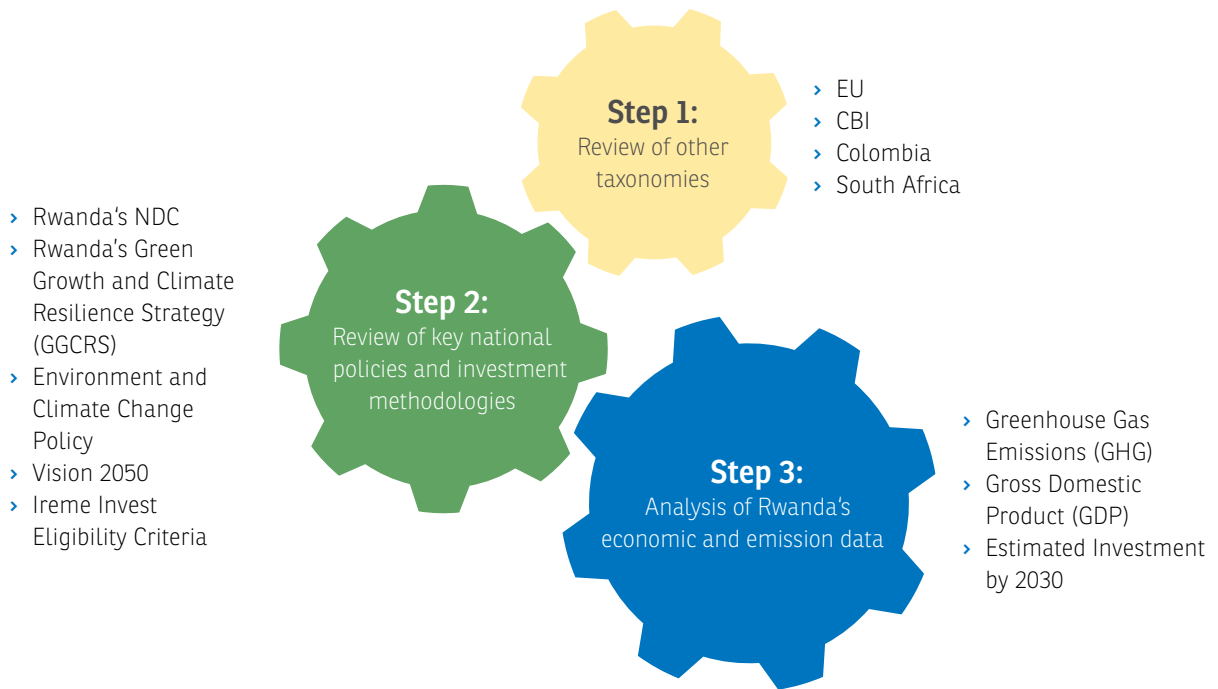 Step 1:
Review of other
taxonomies
› EU
› CBI
› Colombia
› South Africa
Step 2:
Review of key national
policies and investment
methodologies
› Rwanda‘s NDC
› Rwanda’s Green
Growth and Climate
Resilience Strategy
(GGCRS)
› Environment and
Climate Change
Policy
› Vision 2050
› Ireme Invest
Eligibility Criteria
Step 3:
Analysis of Rwanda‘s
economic and emission data
› Greenhouse Gas
Emissions (GHG)
› Gross Domestic
Product (GDP)
› Estimated Investment
by 2030